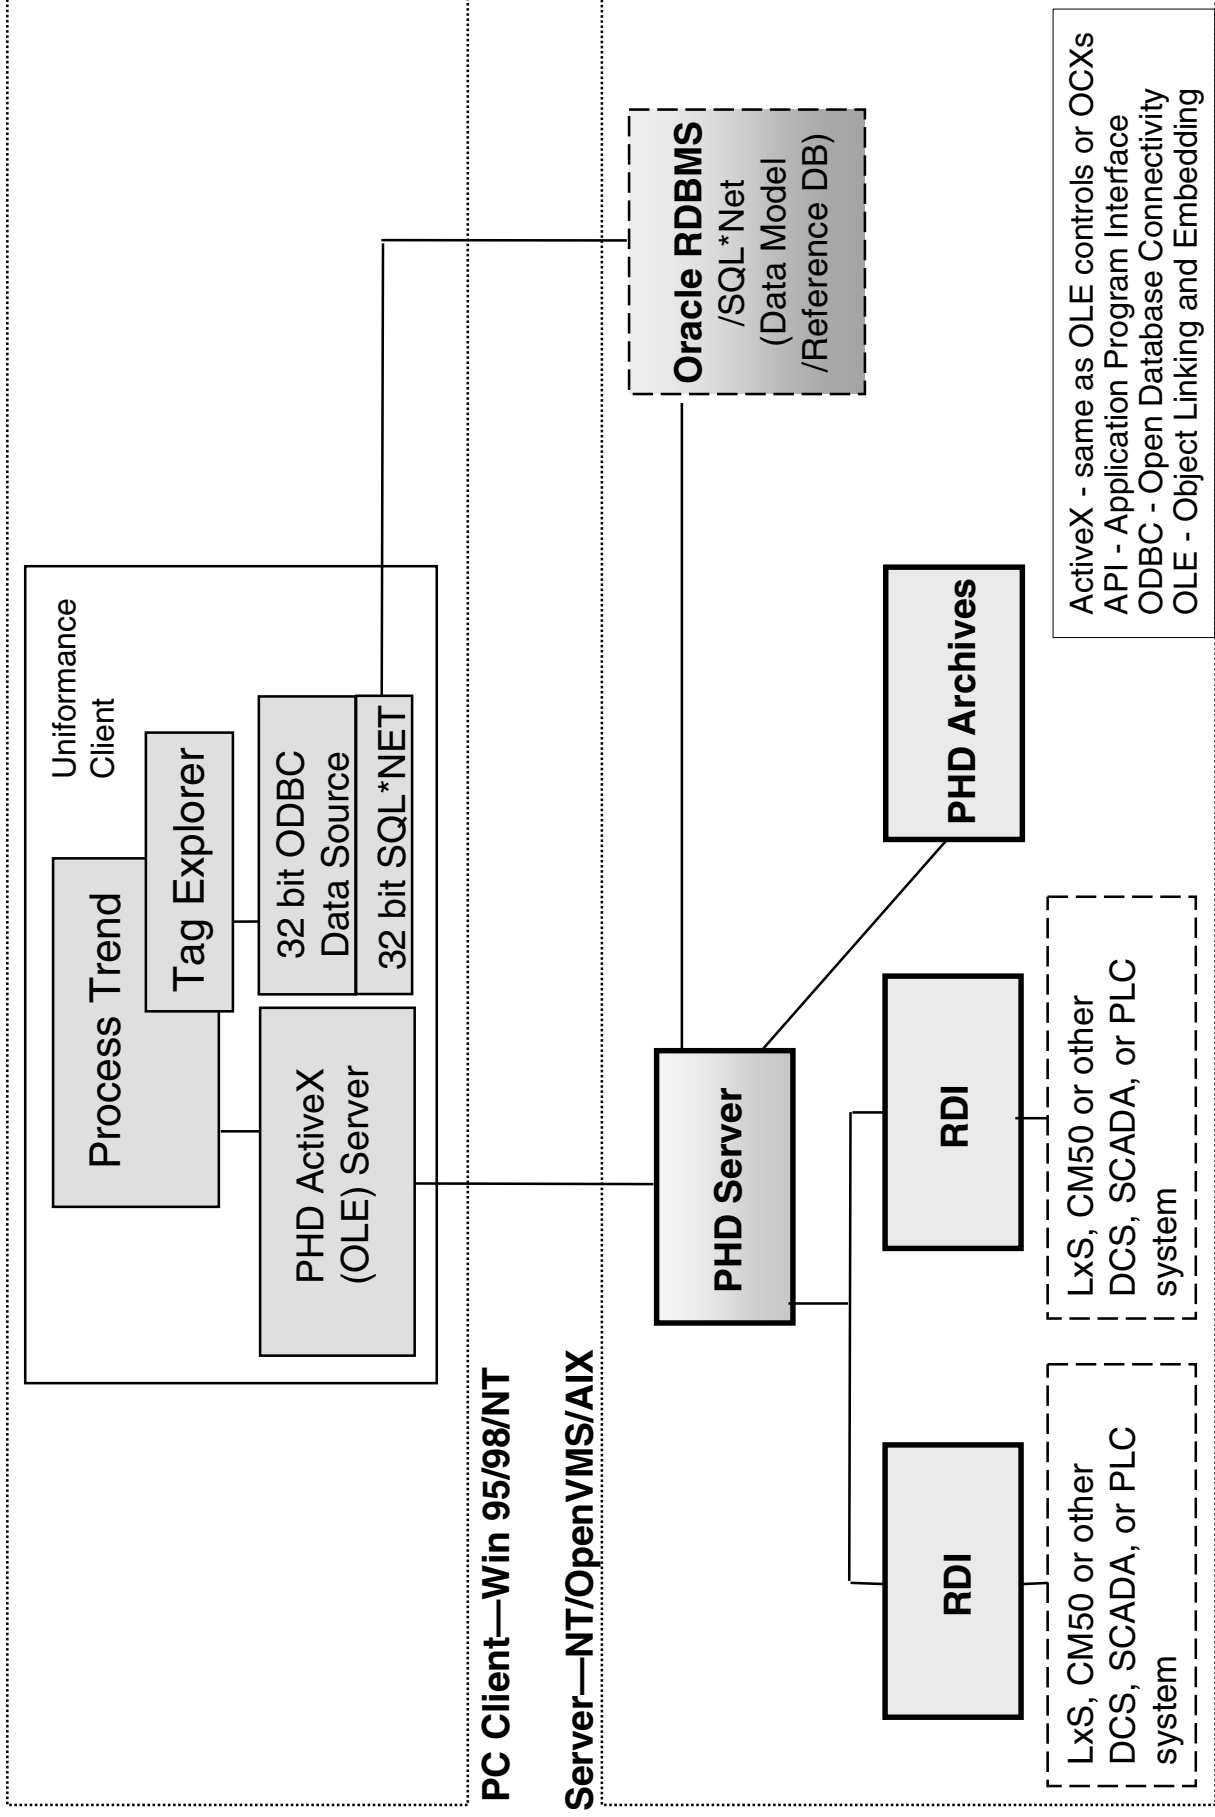 Uniformance
Client
Process Trend
Tag Explorer
PHD ActiveX
(OLE) Server
32 bit ODBC
Data Source
32 bit SQL*NET
PC Client—Win 95/98/NT
Server—NT/OpenVMS/AIX
PHD Server
Oracle RDBMS
/SQL*Net
(Data Model
/Reference DB)
RDI
RDI
PHD Archives
LxS, CM50 or other
DCS, SCADA, or PLC
system
LxS, CM50 or other
DCS, SCADA, or PLC
system
ActiveX - same as OLE controls or OCXs
API - Application Program Interface
ODBC - Open Database Connectivity
OLE - Object Linking and Embedding